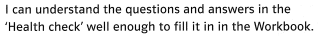 I can understand the questions and answers in the
‘Health check’ well enough to fill it in in the Workbook.